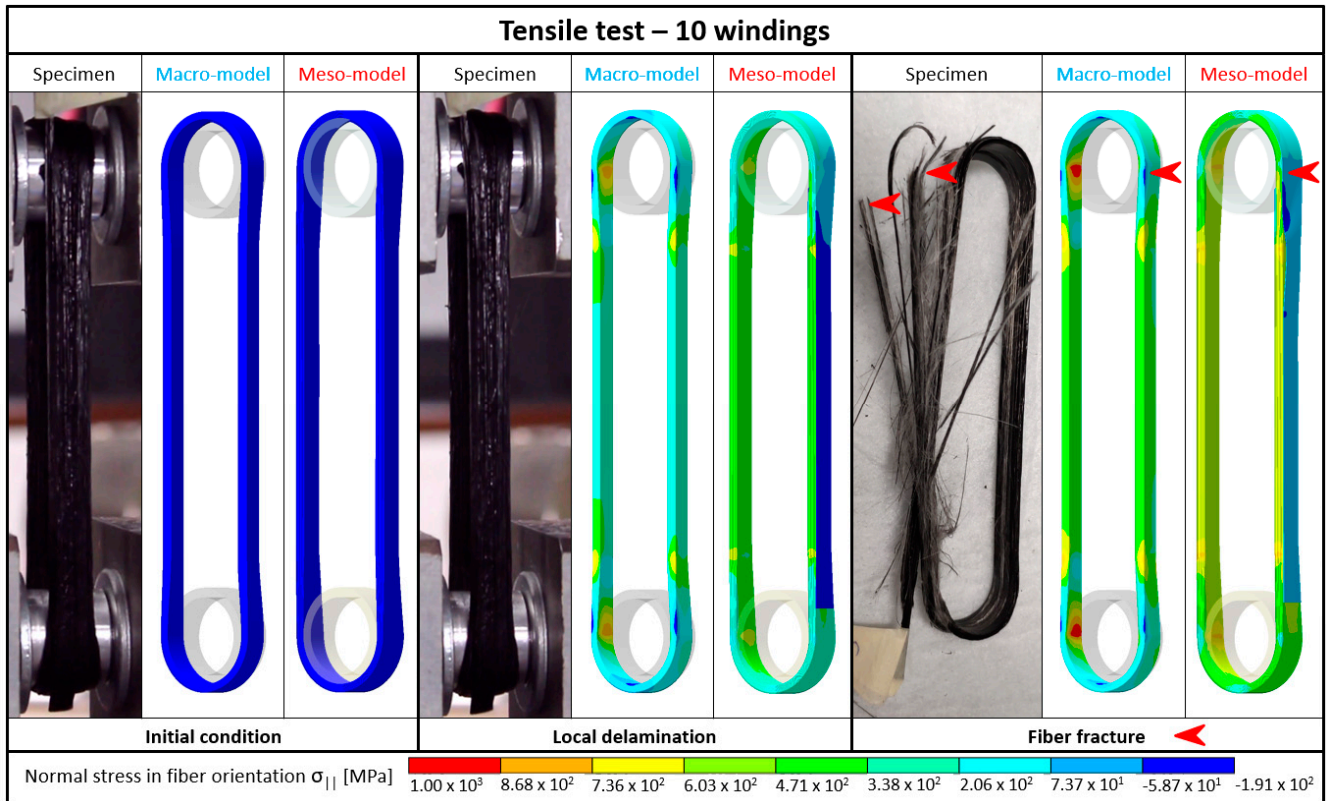 Tensile test – 10 windings
Specimen Macro-model Meso-model Specimen Macro-model Meso-model Specimen Macro-model Meso-model
Initial condition Local delamination Fiber fracture
Normal stress in fiber orientation σ|| [MPa]
1.00 x 10³ 8.68 x 10² 7.36 x 10² 6.03 x 10² 4.71 x 10² 3.38 x 10² 2.06 x 10² 7.37 x 10¹ -5.87 x 10¹ -1.91 x 10²